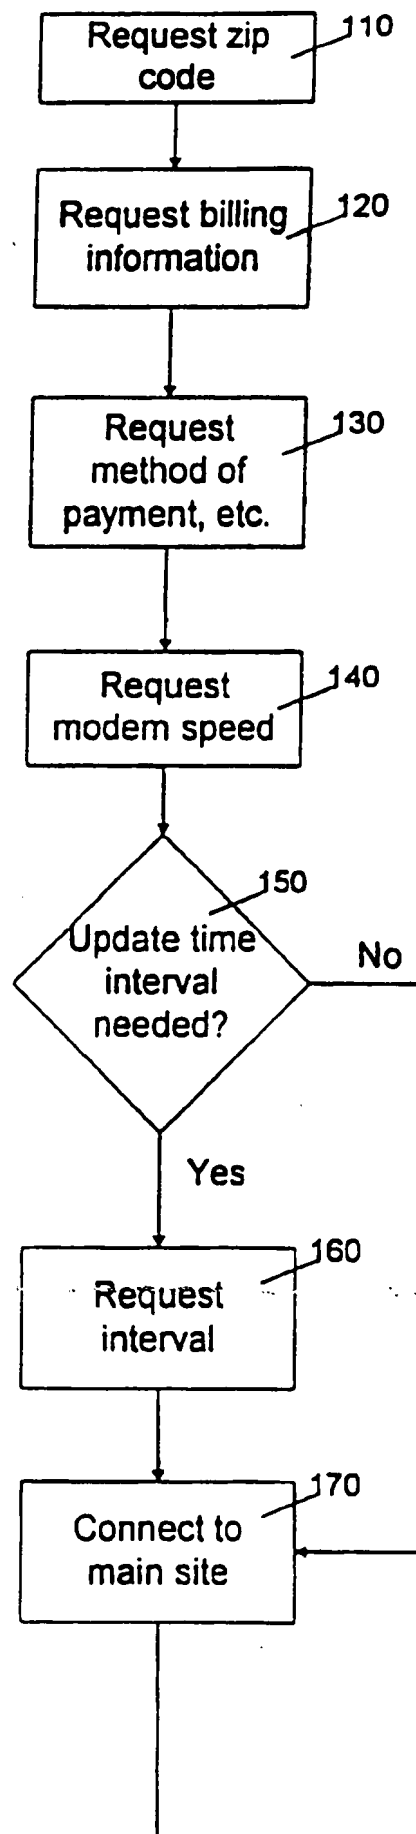 Request zip
code
110
Request billing
information
120
Request
method of
payment, etc.
130
Request
modem speed
140
150
Update time
interval
needed?
No
Yes
160
Request
interval
170
Connect to
main site